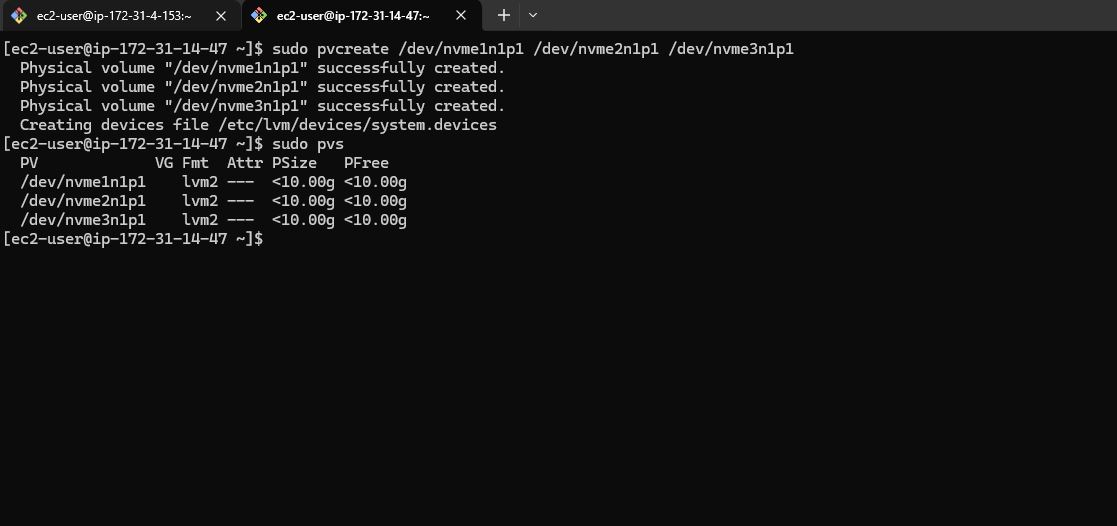 ec2-user@ip-172-31-4-153:~
ec2-user@ip-172-31-14-47:~
[ec2-user@ip-172-31-14-47 ~]$ sudo pvcreate /dev/nvme1n1p1 /dev/nvme2n1p1 /dev/nvme3n1p1
  Physical volume "/dev/nvme1n1p1" successfully created.
  Physical volume "/dev/nvme2n1p1" successfully created.
  Physical volume "/dev/nvme3n1p1" successfully created.
  Creating devices file /etc/lvm/devices/system.devices
[ec2-user@ip-172-31-14-47 ~]$ sudo pvs
  PV             VG Fmt  Attr PSize   PFree
  /dev/nvme1n1p1    lvm2 ---  <10.00g <10.00g
  /dev/nvme2n1p1    lvm2 ---  <10.00g <10.00g
  /dev/nvme3n1p1    lvm2 ---  <10.00g <10.00g
[ec2-user@ip-172-31-14-47 ~]$